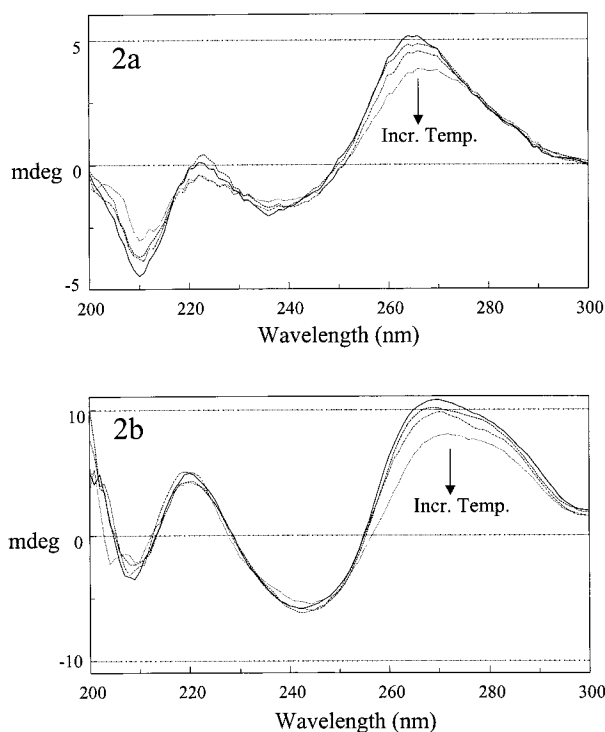 2a
5
0
-5
mdeg
Incr. Temp.
200 220 240 260 280 300
Wavelength (nm)
2b
10
0
-10
mdeg
Incr. Temp.
200 220 240 260 280 300
Wavelength (nm)